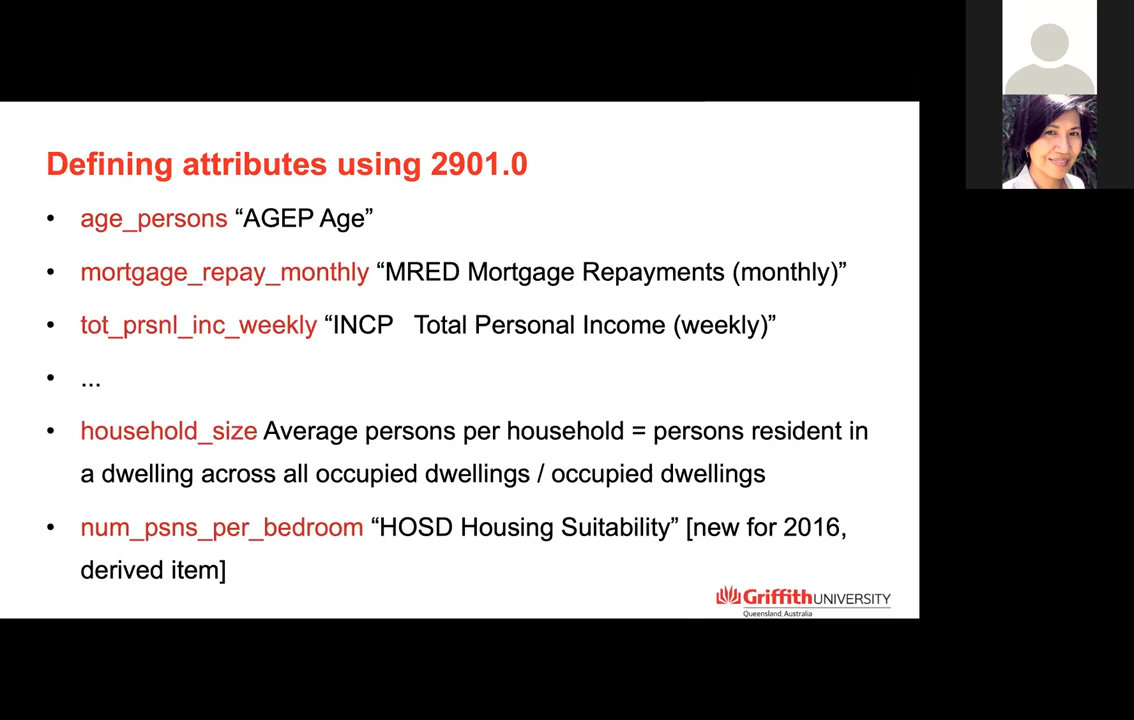 Defining attributes using 2901.0
• age_persons “AGEP Age”
• mortgage_repay_monthly “MRED Mortgage Repayments (monthly)”
• tot_prsnl_inc_weekly “INCP   Total Personal Income (weekly)”
• ...
• household_size Average persons per household = persons resident in
a dwelling across all occupied dwellings / occupied dwellings
• num_psns_per_bedroom “HOSD Housing Suitability” [new for 2016,
derived item]
Griffith UNIVERSITY
Queensland, Australia